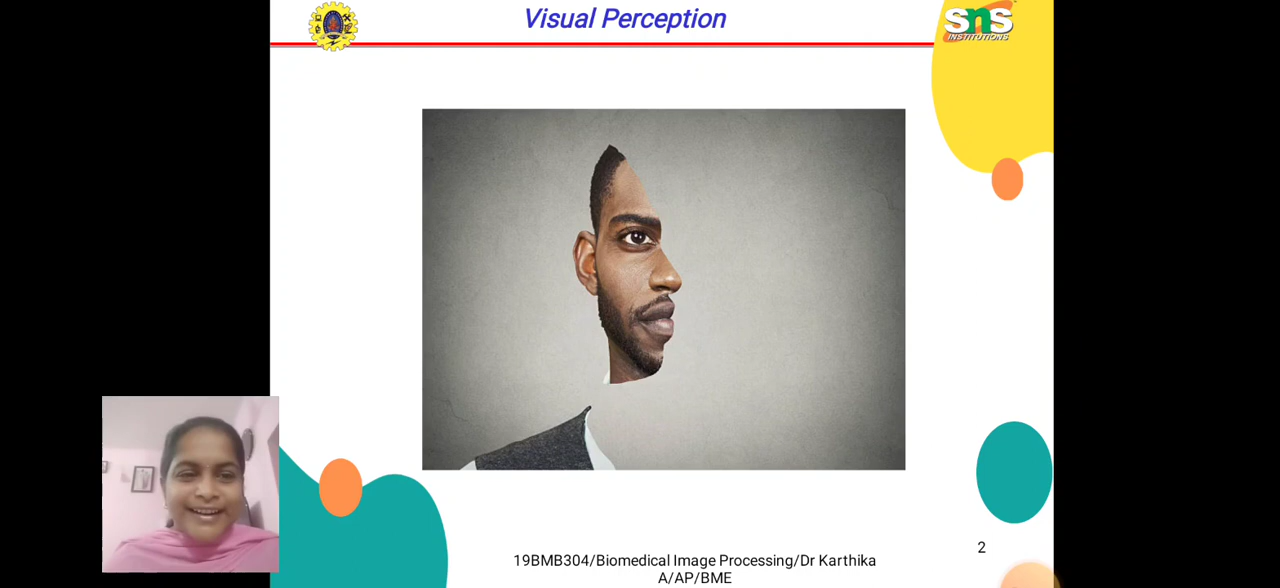 Visual Perception
SNS
INSTITUTIONS
19BMB304/Biomedical Image Processing/Dr Karthika
A/AP/BME
2